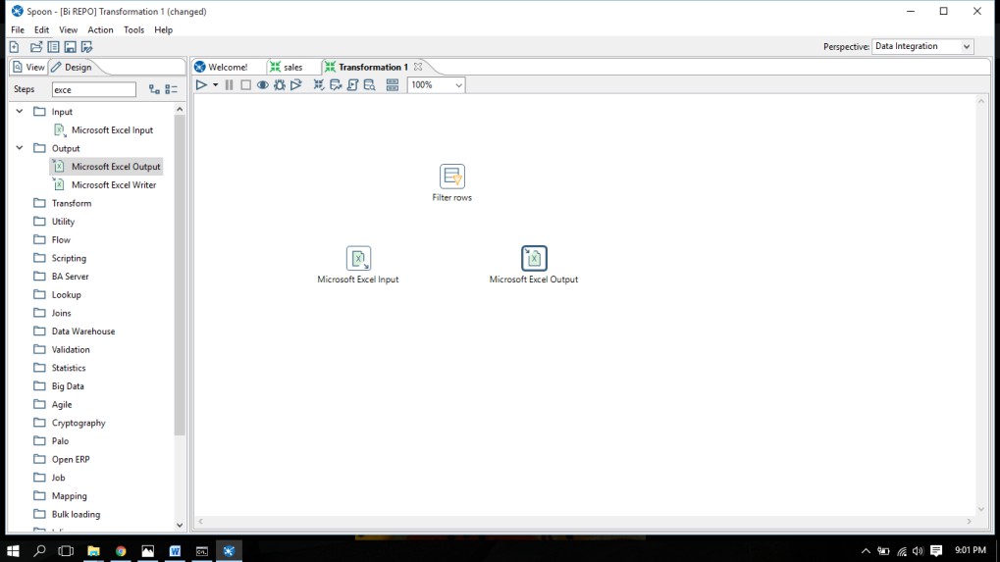 Spoon - [Bi REPO] Transformation 1 (changed)
File Edit View Action Tools Help
Perspective: Data Integration
View Design
Welcome! sales Transformation 1
Steps exce
100%
Input
Microsoft Excel Input
Output
Microsoft Excel Output
Microsoft Excel Writer
Transform
Utility
Flow
Scripting
BA Server
Lookup
Joins
Data Warehouse
Validation
Statistics
Big Data
Agile
Cryptography
Palo
Open ERP
Job
Mapping
Bulk loading
Filter rows
Microsoft Excel Input
Microsoft Excel Output
9:01 PM